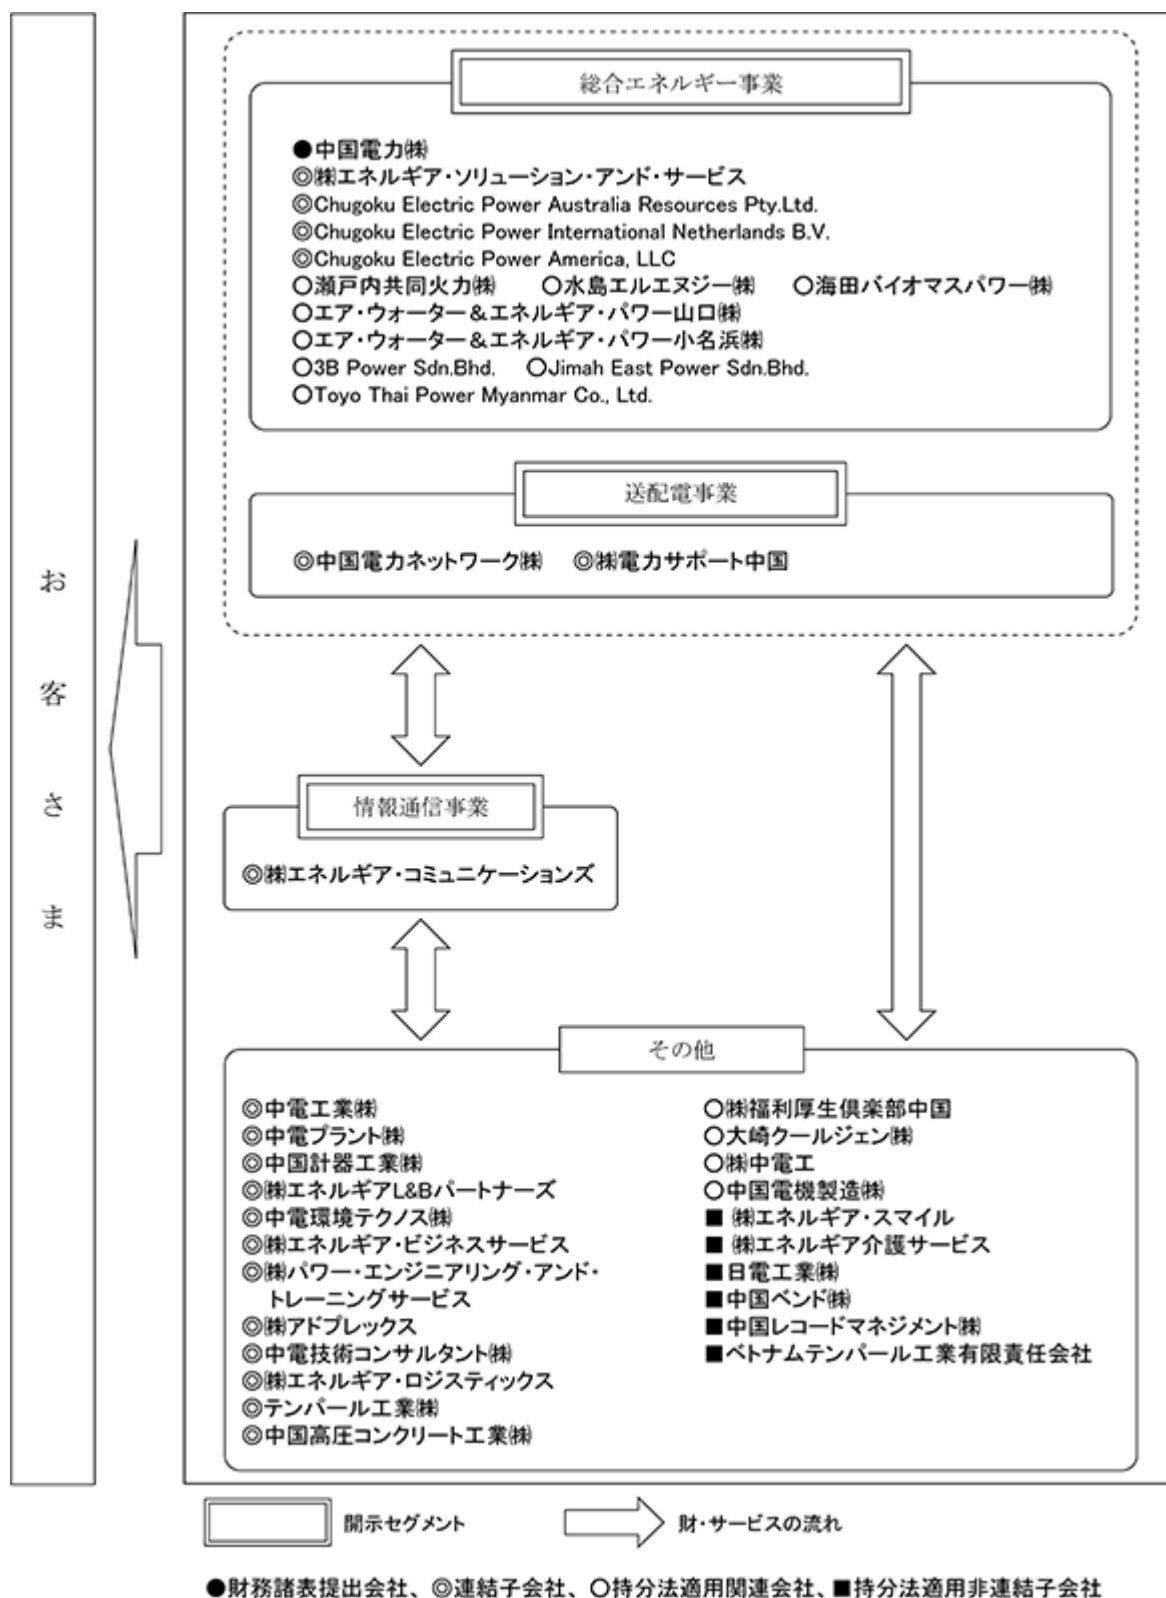 お客さま
総合エネルギー事業
●中国電力㈱
◎㈱エネルギア・ソリューション・アンド・サービス
◎Chugoku Electric Power Australia Resources Pty.Ltd.
◎Chugoku Electric Power International Netherlands B.V.
◎Chugoku Electric Power America, LLC
○瀬戸内共同火力㈱ ○水島エルエヌジー㈱ ○海田バイオマスパワー㈱
○エア・ウォーター＆エネルギア・パワー山口㈱
○エア・ウォーター＆エネルギア・パワー小名浜㈱
○3B Power Sdn.Bhd. ○Jimah East Power Sdn.Bhd.
○Toyo Thai Power Myanmar Co., Ltd.
送配電事業
◎中国電力ネットワーク㈱ ◎㈱電力サポート中国
情報通信事業
◎㈱エネルギア・コミュニケーションズ
その他
◎中電工業㈱
◎中電プラント㈱
◎中国計器工業㈱
◎㈱エネルギアL&Bパートナーズ
◎中電環境テクノス㈱
◎㈱エネルギア・ビジネスサービス
◎㈱パワー・エンジニアリング・アンド・
トレーニングサービス
◎㈱アドプレックス
◎中電技術コンサルタント㈱
◎㈱エネルギア・ロジスティックス
◎テンパール工業㈱
◎中国高圧コンクリート工業㈱
○㈱福利厚生倶楽部中国
○大崎クールジェン㈱
○㈱中電工
○中国電機製造㈱
■ ㈱エネルギア・スマイル
■ ㈱エネルギア介護サービス
■日電工業㈱
■中国ベンド㈱
■中国レコードマネジメント㈱
■ベトナムテンパール工業有限責任会社
開示セグメント
財・サービスの流れ
●財務諸表提出会社、◎連結子会社、○持分法適用関連会社、■持分法適用非連結子会社